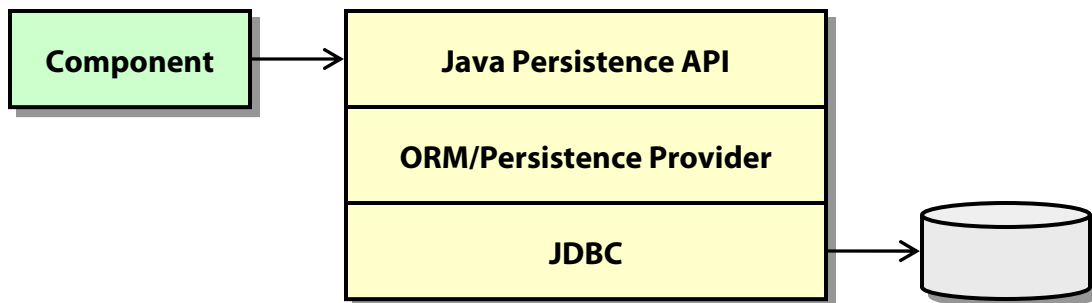 Component
Java Persistence API
ORM/Persistence Provider
JDBC